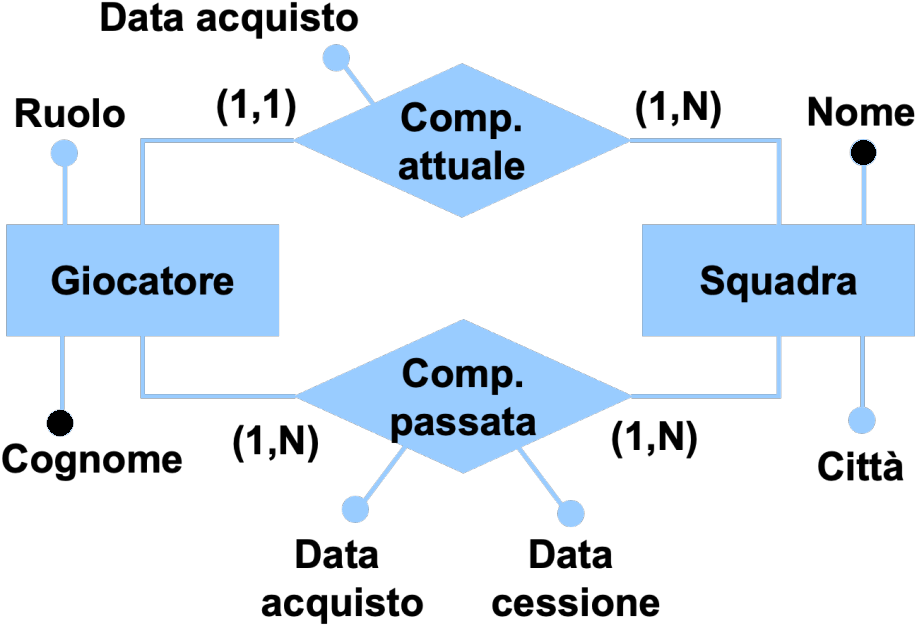 Data acquisto
Ruolo
(1,1)
Comp.
attuale
(1,N)
Nome
Giocatore
Squadra
Cognome
(1,N)
Comp.
passata
(1,N)
Città
Data
acquisto
Data
cessione